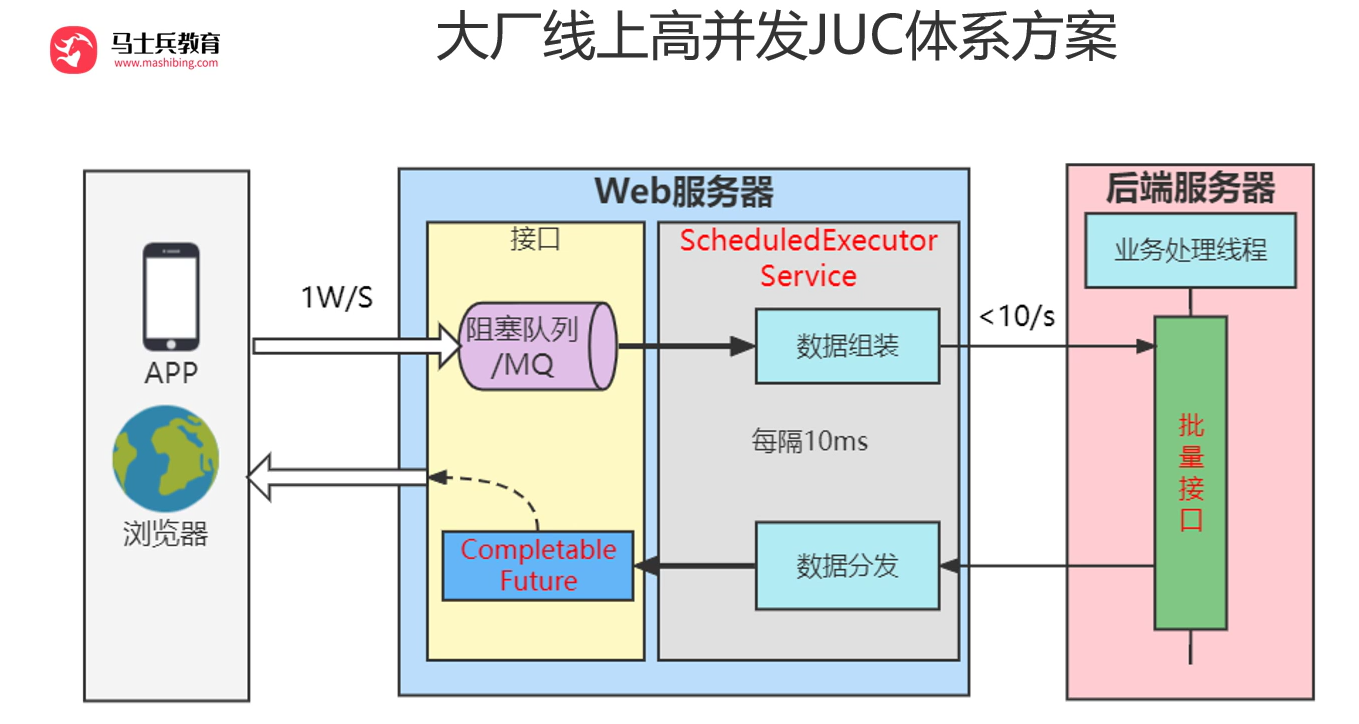 马士兵教育
www.mashibing.com
大厂线上高并发JUC体系方案
APP
浏览器
1W/S
Web服务器
接口
阻塞队列
/MQ
Completable
Future
ScheduledExecutor
Service
数据组装
每隔10ms
数据分发
<10/s
后端服务器
业务处理线程
批
量
接
口